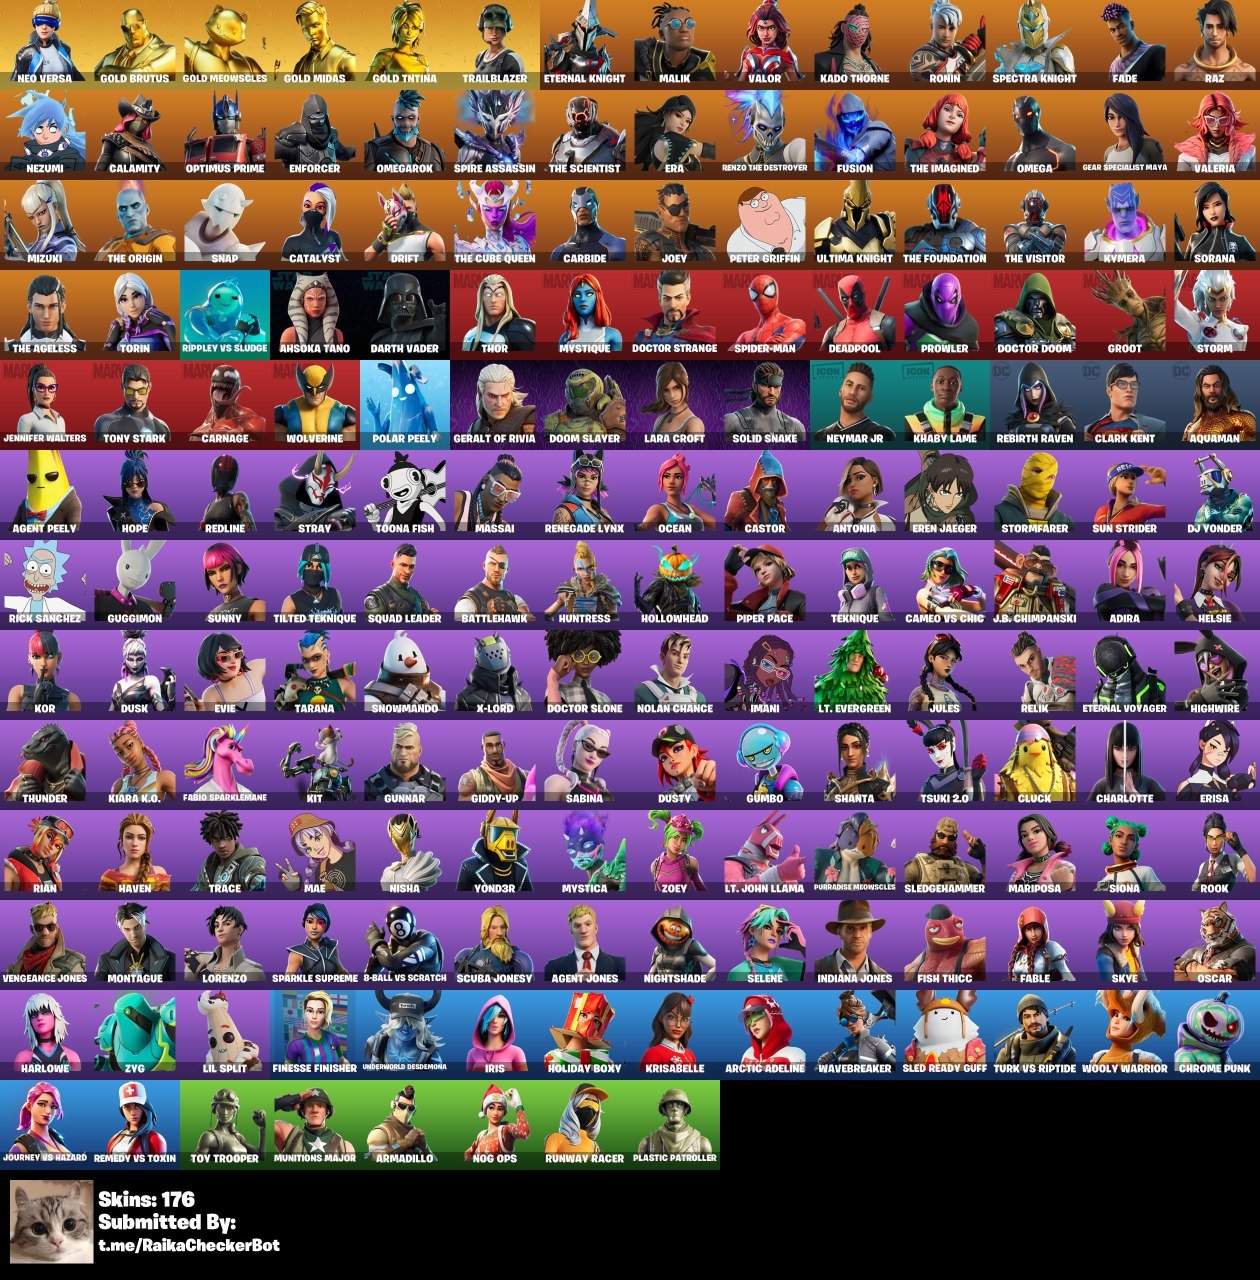 NEO VERSA GOLD BRUTUS GOLD MEOWSCLES GOLD MIDAS GOLD TNTINA TRAILBLAZER ETERNAL KNIGHT MALIK VALOR KADO THORNE RONIN SPECTRA KNIGHT FADE RAZ
NEZUMI CALAMITY OPTIMUS PRIME ENFORCER OMEGAROK SPIRE ASSASSIN THE SCIENTIST ERA RENZO THE DESTROYER FUSION THE IMAGINED OMEGA GEAR SPECIALIST MAYA VALERIA
MIZUKI THE ORIGIN SNAP CATALYST DRIFT THE CUBE QUEEN CARBIDE JOEY PETER GRIFFIN ULTIMA KNIGHT THE FOUNDATION THE VISITOR KYMERA SORANA
THE AGELESS TORIN RIPPLEY VS SLUDGE AHSOKA TANO DARTH VADER THOR MYSTIQUE DOCTOR STRANGE SPIDER-MAN DEADPOOL PROWLER DOCTOR DOOM GROOT STORM
JENNIFER WALTERS TONY STARK CARNAGE WOLVERINE POLAR PEELY GERALT OF RIVIA DOOM SLAYER LARA CROFT SOLID SNAKE NEYMAR JR KHABY LAME REBIRTH RAVEN CLARK KENT AQUAMAN
AGENT PEELY HOPE REDLINE STRAY TOONA FISH MASSAI RENEGADE LYNX OCEAN CASTOR ANTONIA EREN JAEGER STORMFARER SUN STRIDER DJ YONDER
RICK SANCHEZ GUGGIMON SUNNY TILTED TEKNIQUE SQUAD LEADER BATTLEHAWK HUNTRESS HOLLOWHEAD PIPER PACE TEKNIQUE CAMEO VS CHIC J.B. CHIMPANSKI ADIRA HELSIE
KOR DUSK EVIE TARANA SNOWMANDO X-LORD DOCTOR SLONE NOLAN CHANCE IMANI LT. EVERGREEN JULES RELIK ETERNAL VOYAGER HIGHWIRE
THUNDER KIARA K.O. FABIO SPARKLEMANE KIT GUNNAR GIDDY-UP SABINA DUSTY GUMBO SHANTA TSUKI 2.0 CLUCK CHARLOTTE ERISA
RIAN HAVEN TRACE MAE NISHA YOND3R MYSTICA ZOEY LT. JOHN LLAMA PURRADISE MEOWSCLES SLEDGEHAMMER MARIPOSA SIONA ROOK
VENGEANCE JONES MONTAGUE LORENZO SPARKLE SUPREME 8-BALL VS SCRATCH SCUBA JONESY AGENT JONES NIGHTSHADE SELENE INDIANA JONES FISH THICC FABLE SKYE OSCAR
HARLOWE ZYG LIL SPLIT FINESSE FINISHER UNDERWORLD DESDEMONA IRIS HOLIDAY BOXY KRISABELLE ARCTIC ADELINE WAVEBREAKER SLED READY GUFF TURK VS RIPTIDE WOOLY WARRIOR CHROME PUNK
JOURNEY VS HAZARD REMEDY VS TOXIN TOY TROOPER MUNITIONS MAJOR ARMADILLO NOG OPS RUNWAY RACER PLASTIC PATROLLER
Skins: 176
Submitted By:
t.me/RaikaCheckerBot